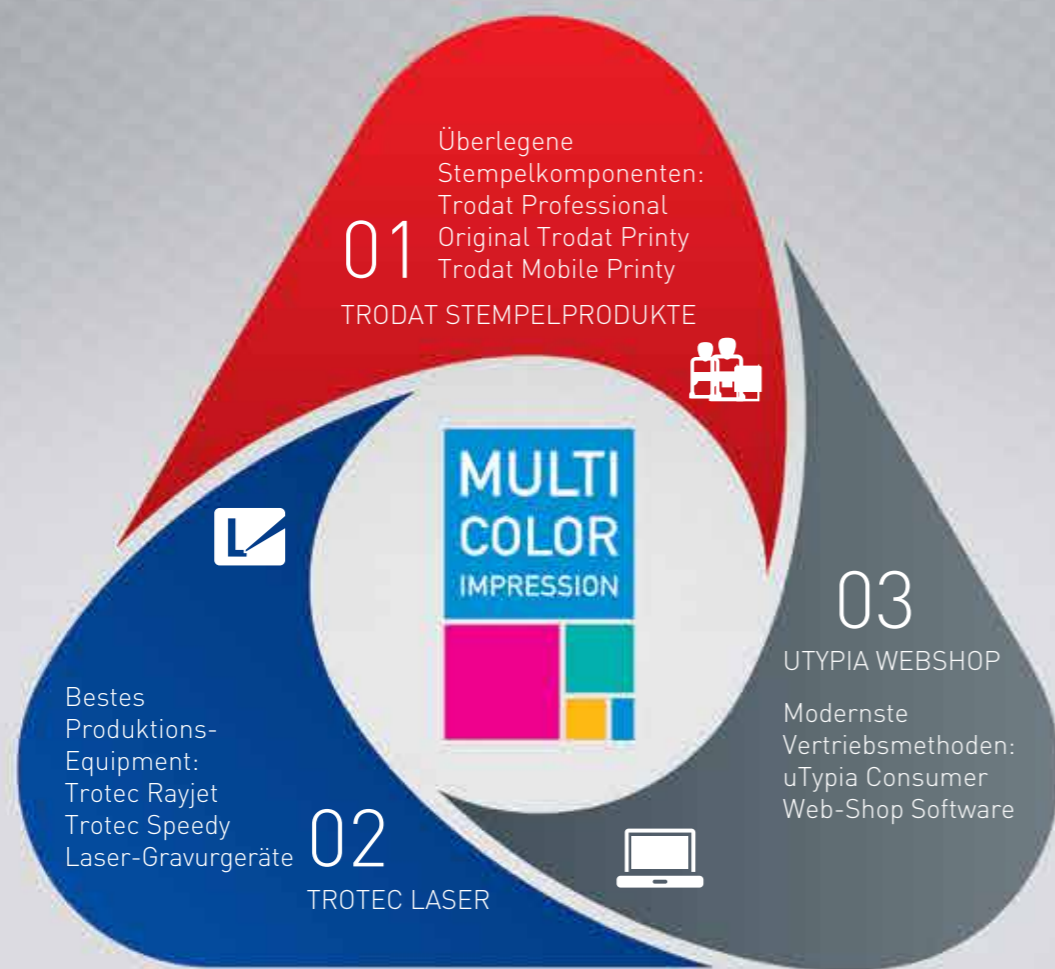 Überlegene
Stempelkomponenten:
Trodat Professional
Original Trodat Printy
Trodat Mobile Printy
01
TRODAT STEMPELPRODUKTE
MULTI
COLOR
IMPRESSION
L
Bestes
Produktions-
Equipment:
Trotec Rayjet
Trotec Speedy
Laser-Gravurgeräte
02
TROTEC LASER
03
UTYPIA WEBSHOP
Modernste
Vertriebsmethoden:
uTypia Consumer
Web-Shop Software